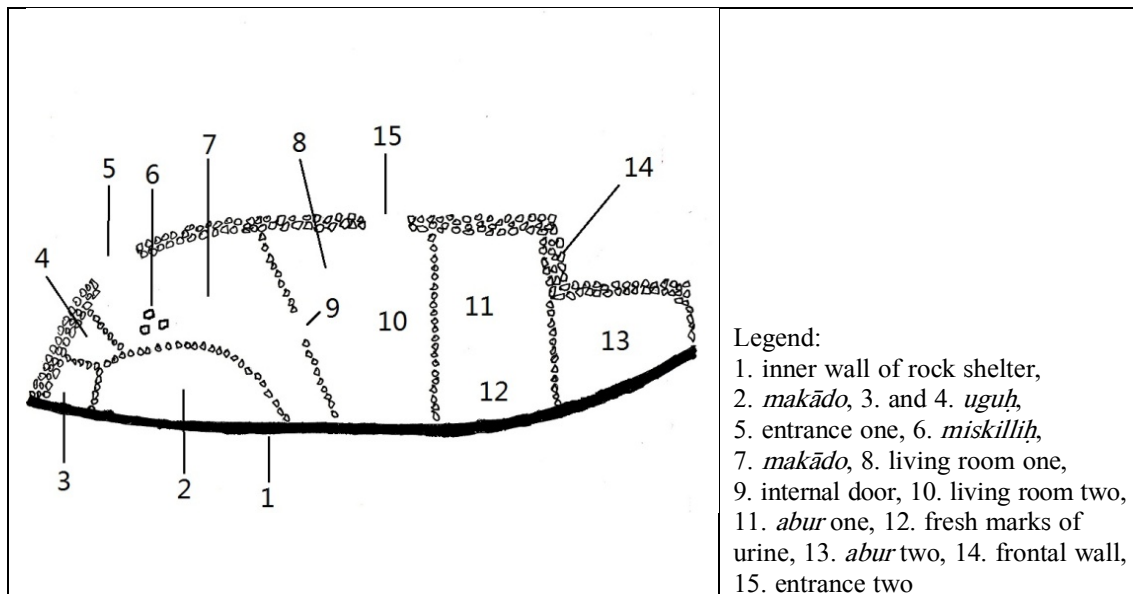 15
7
8
5
6
14
4
9
10
11
13
12
3
2
1
Legend:
1. inner wall of rock shelter,
2. makādo, 3. and 4. uguḥ,
5. entrance one, 6. miskilliḥ,
7. makādo, 8. living room one,
9. internal door, 10. living room two,
11. abur one, 12. fresh marks of
urine, 13. abur two, 14. frontal wall,
15. entrance two